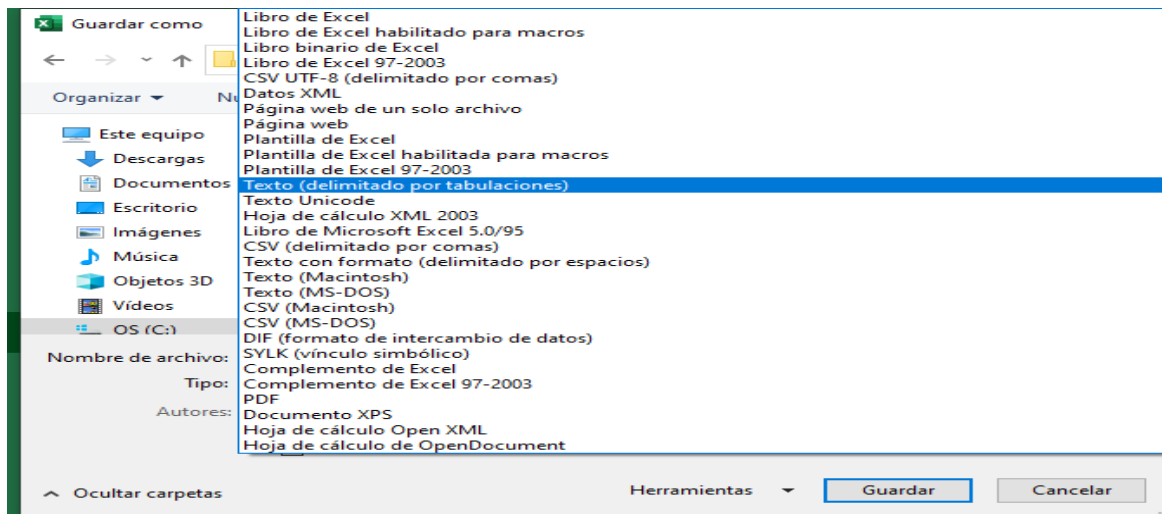 Guardar como
Organizar
Este equipo
Descargas
Documentos
Escritorio
Imágenes
Música
Objetos 3D
Vídeos
OS (C:)
Libro de Excel
Libro de Excel habilitado para macros
Libro binario de Excel
Libro de Excel 97-2003
CSV UTF-8 (delimitado por comas)
Datos XML
Página web de un solo archivo
Página web
Plantilla de Excel
Plantilla de Excel habilitada para macros
Plantilla de Excel 97-2003
Texto (delimitado por tabulaciones)
Texto Unicode
Hoja de cálculo XML 2003
Libro de Microsoft Excel 5.0/95
CSV (delimitado por comas)
Texto con formato (delimitado por espacios)
Texto (Macintosh)
Texto (MS-DOS)
CSV (Macintosh)
CSV (MS-DOS)
DIF (formato de intercambio de datos)
SYLK (vínculo simbólico)
Complemento de Excel
Complemento de Excel 97-2003
PDF
Documento XPS
Hoja de cálculo Open XML
Hoja de cálculo de OpenDocument
Nombre de archivo:
Tipo:
Autores:
Ocultar carpetas
Herramientas
Guardar
Cancelar